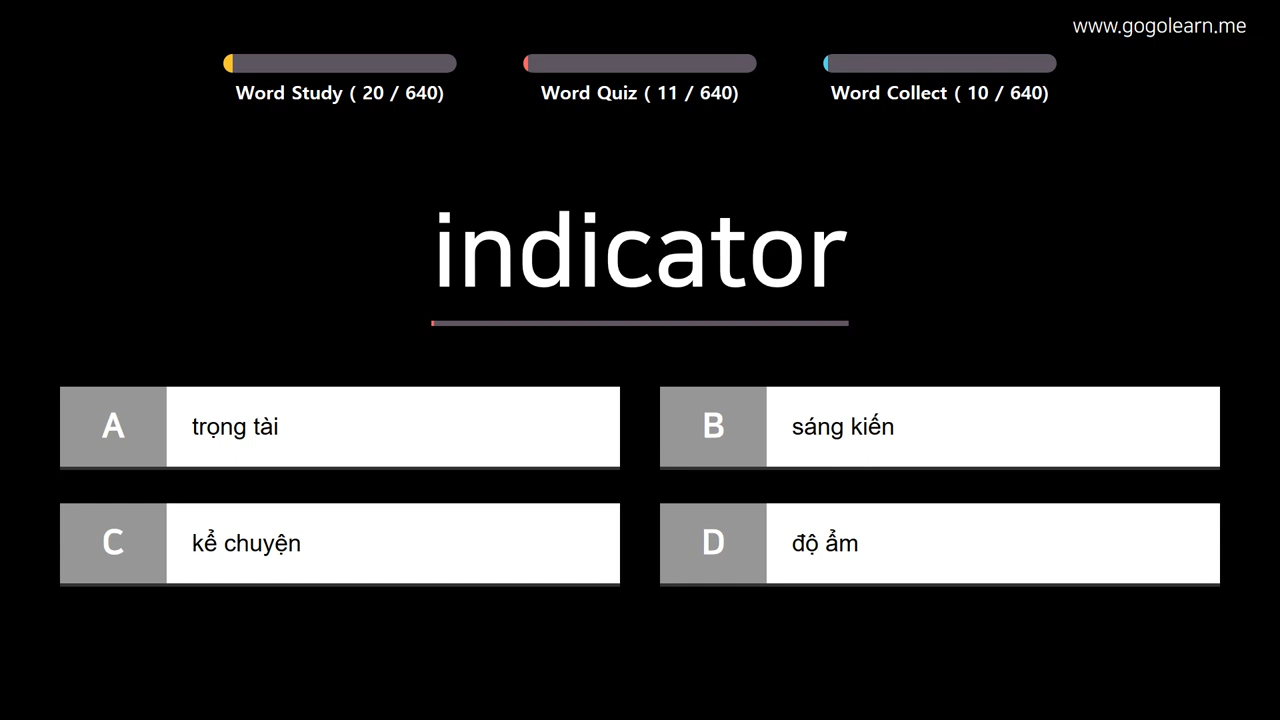 www.gogolearn.me
Word Study ( 20 / 640)
Word Quiz ( 11 / 640)
Word Collect ( 10 / 640)
indicator
A
trọng tài
B
sáng kiến
C
kể chuyện
D
độ ẩm